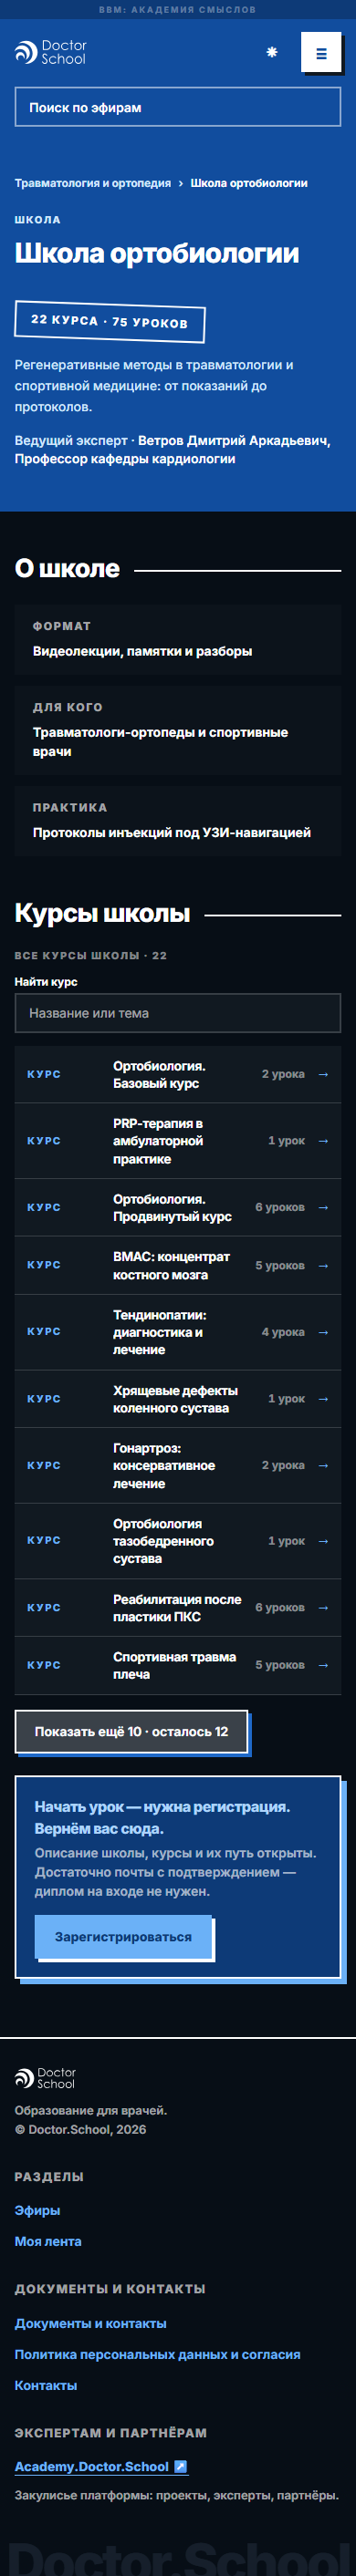 ВВМ: АКАДЕМИЯ СМЫСЛОВ
Doctor
School
Поиск по эфирам
Травматология и ортопедия › Школа ортобиологии
ШКОЛА
Школа ортобиологии
22 КУРСА · 75 УРОКОВ
Регенеративные методы в травматологии и
спортивной медицине: от показаний до
протоколов.
Ведущий эксперт · Ветров Дмитрий Аркадьевич,
Профессор кафедры кардиологии
О школе
ФОРМАТ
Видеолекции, памятки и разборы
ДЛЯ КОГО
Травматологи-ортопеды и спортивные
врачи
ПРАКТИКА
Протоколы инъекций под УЗИ-навигацией
Курсы школы
ВСЕ КУРСЫ ШКОЛЫ · 22
Найти курс
Название или тема
КУРС Ортобиология. 2 урока →
Базовый курс
КУРС PRP-терапия в 1 урок →
амбулаторной
практике
КУРС Ортобиология. 6 уроков →
Продвинутый курс
КУРС BMAC: концентрат 5 уроков →
костного мозга
КУРС Тендинопатии: 4 урока →
диагностика и
лечение
КУРС Хрящевые дефекты 1 урок →
коленного сустава
КУРС Гонартроз: 2 урока →
консервативное
лечение
КУРС Ортобиология 1 урок →
тазобедренного
сустава
КУРС Реабилитация после 6 уроков →
пластики ПКС
КУРС Спортивная травма 5 уроков →
плеча
Показать ещё 10 · осталось 12
Начать урок — нужна регистрация.
Вернём вас сюда.
Описание школы, курсы и их путь открыты.
Достаточно почты с подтверждением —
диплом на входе не нужен.
Зарегистрироваться
Doctor
School
Образование для врачей.
© Doctor.School, 2026
РАЗДЕЛЫ
Эфиры
Моя лента
ДОКУМЕНТЫ И КОНТАКТЫ
Документы и контакты
Политика персональных данных и согласия
Контакты
ЭКСПЕРТАМ И ПАРТНЁРАМ
Academy.Doctor.School ↗
Закулисье платформы: проекты, эксперты, партнёры.
Doctor.School